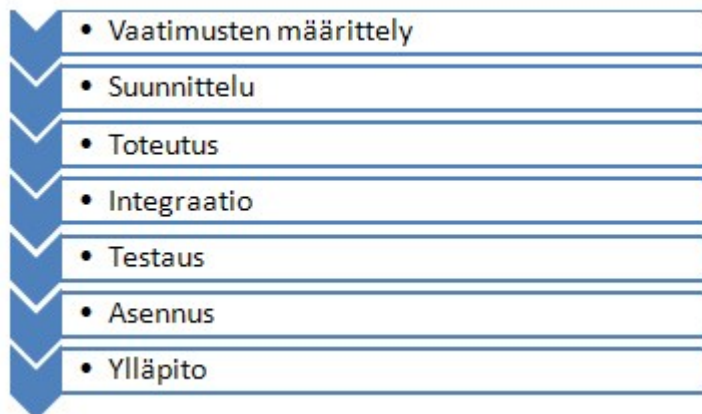 • Vaatimusten määrittely
• Suunnittelu
• Toteutus
• Integraatio
• Testaus
• Asennus
• Ylläpito